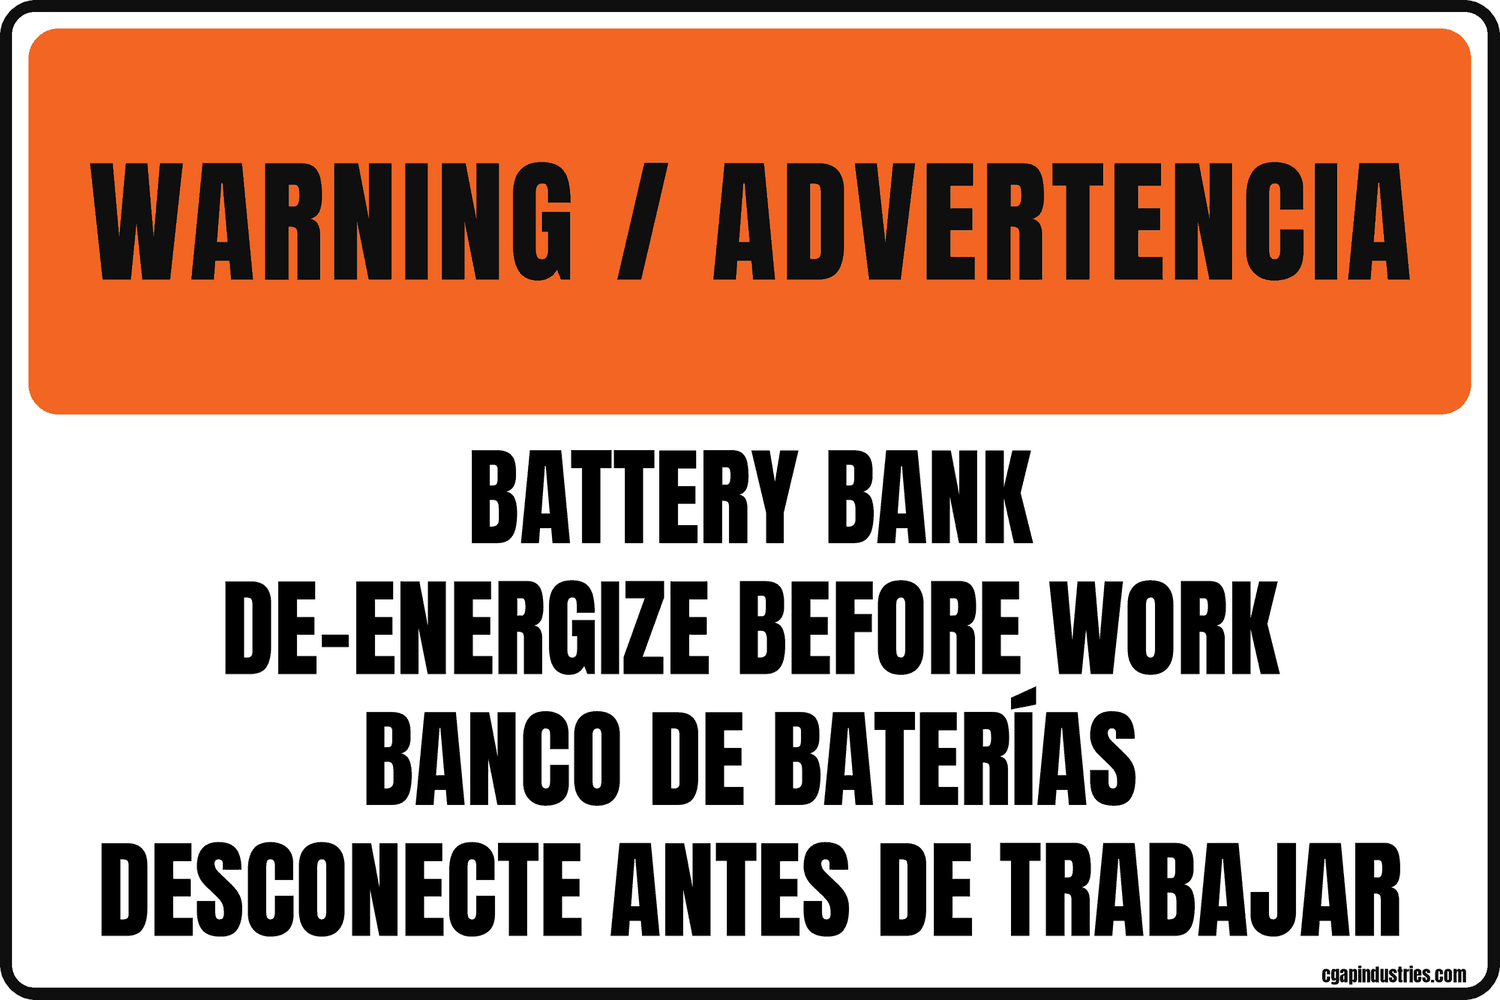 WARNING / ADVERTENCIA
BATTERY BANK
DE-ENERGIZE BEFORE WORK
BANCO DE BATERÍAS
DESCONECTE ANTES DE TRABAJAR
cgapindustries.com